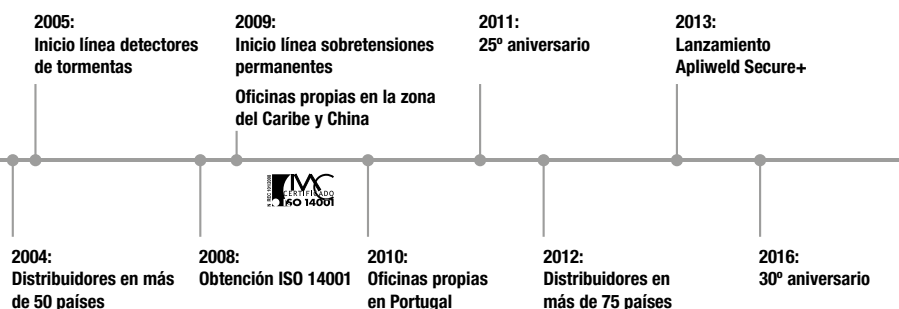 2005:
Inicio línea detectores
de tormentas
2009:
Inicio línea sobretensiones
permanentes
Oficinas propias en la zona
del Caribe y China
2011:
25º aniversario
2013:
Lanzamiento
Apliweld Secure+
IVAC
CERTIFICADO
ISO 14001
2004:
Distribuidores en más
de 50 países
2008:
Obtención ISO 14001
2010:
Oficinas propias
en Portugal
2012:
Distribuidores en
más de 75 países
2016:
30º aniversario